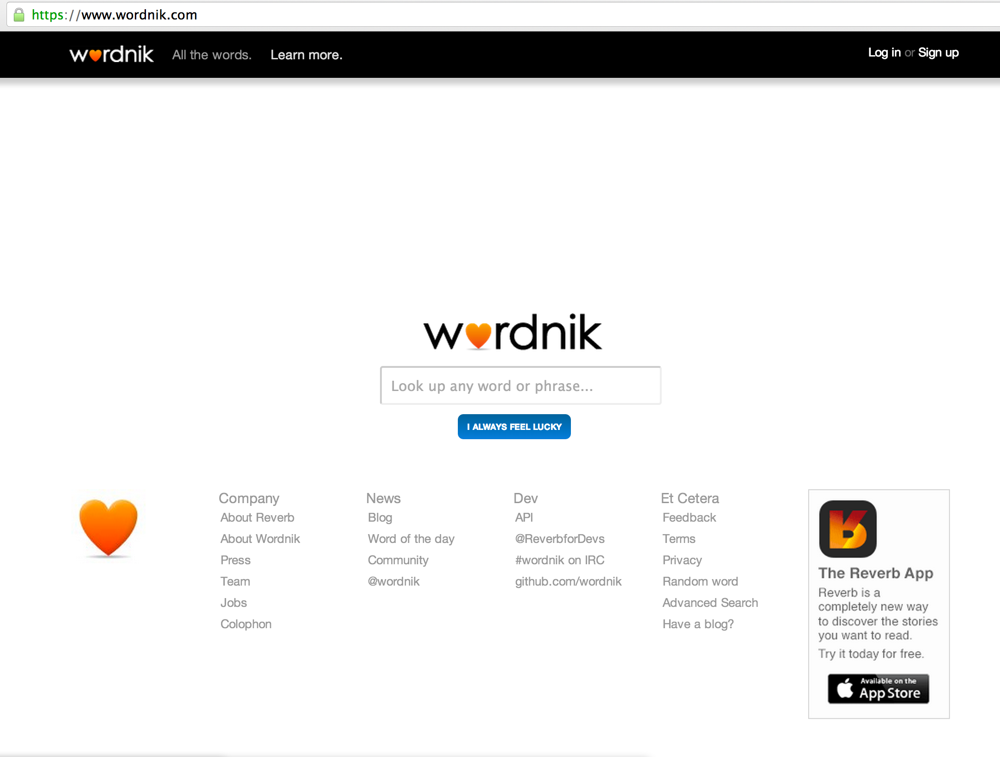 https://www.wordnik.com
wordnik All the words. Learn more. Log in or Sign up
wordnik
Look up any word or phrase...
I ALWAYS FEEL LUCKY
Company
About Reverb
About Wordnik
Press
Team
Jobs
Colophon
News
Blog
Word of the day
Community
@wordnik
Dev
API
@ReverbforDevs
#wordnik on IRC
github.com/wordnik
Et Cetera
Feedback
Terms
Privacy
Random word
Advanced Search
Have a blog?
The Reverb App
Reverb is a
completely new way
to discover the stories
you want to read.
Try it today for free.
Available on the
App Store